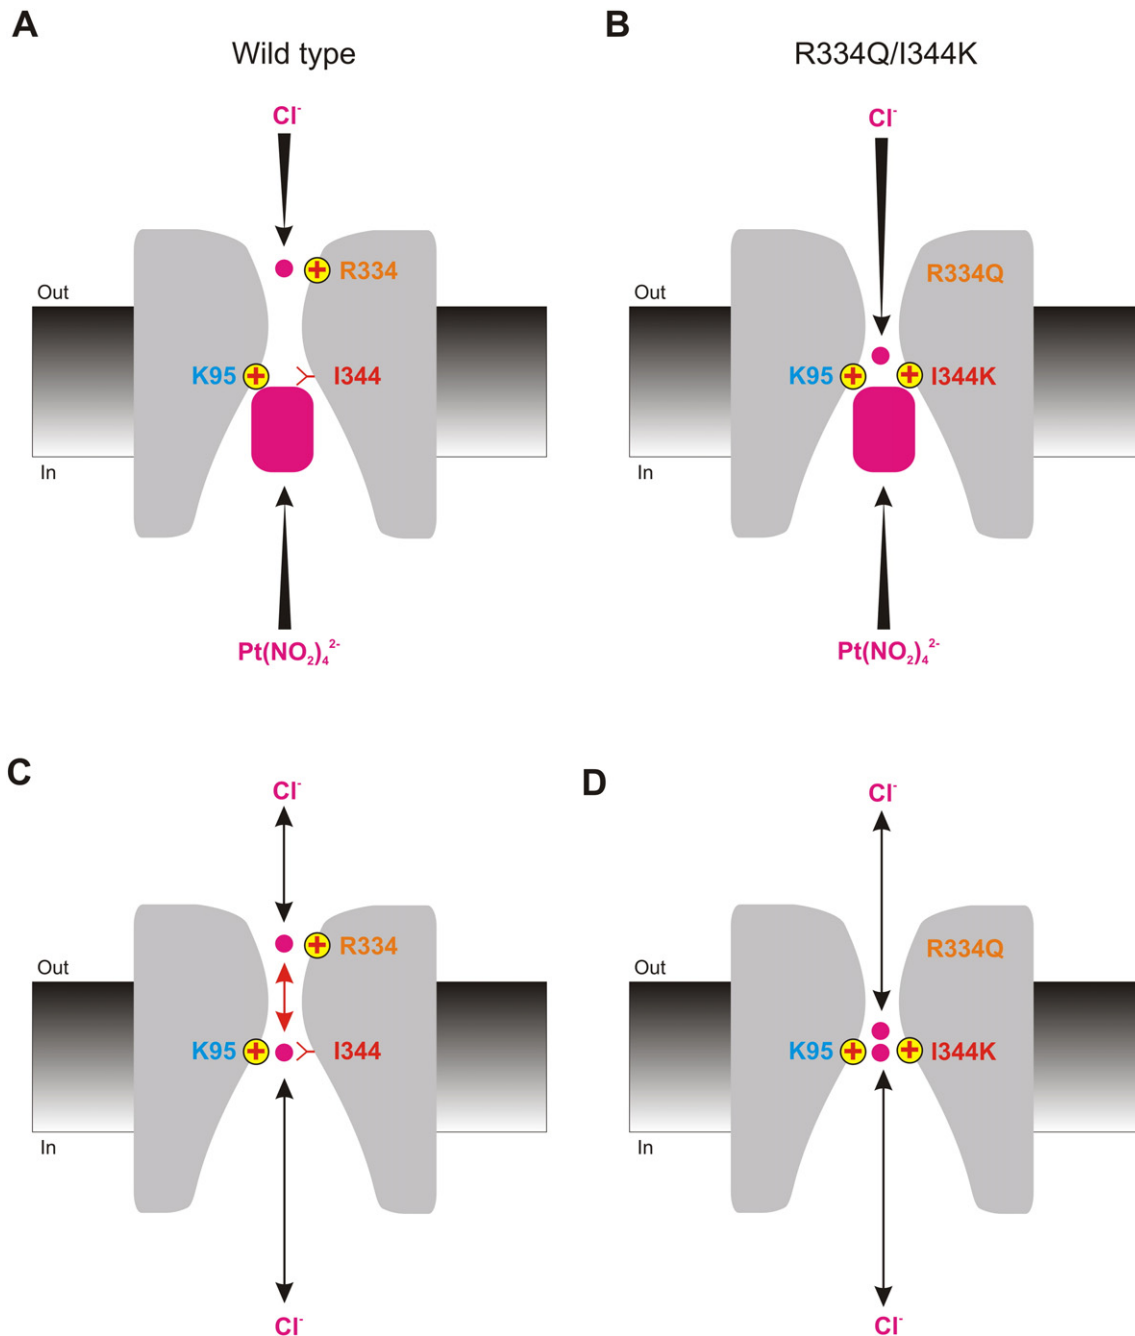 A
B
Wild type
R334Q/I344K
Cl⁻
Cl⁻
+ R334
R334Q
Out
Out
K95 + I344
K95 + + I344K
In
In
Pt(NO₂)₄²⁻
Pt(NO₂)₄²⁻
C
D
Cl⁻
Cl⁻
+ R334
R334Q
Out
Out
K95 + I344
K95 + + I344K
In
In
Cl⁻
Cl⁻